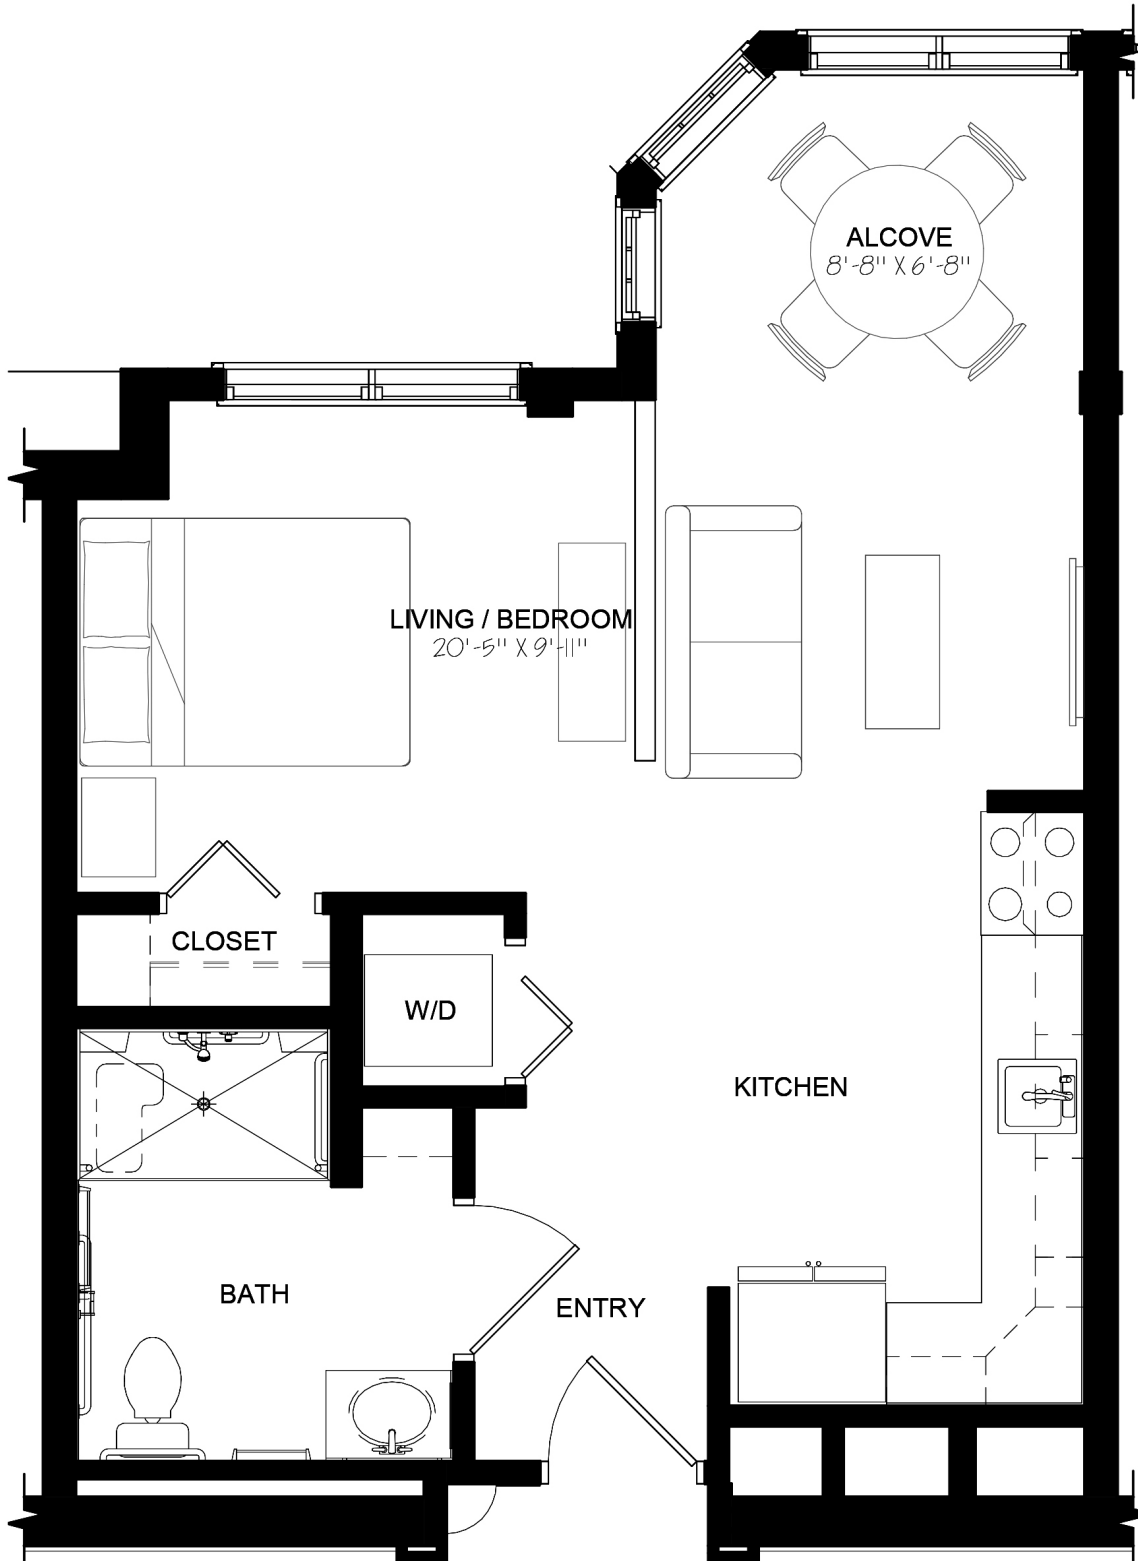 ALCOVE
8'-8" X 6'-8"
LIVING / BEDROOM
20'-5" X 9'-11"
CLOSET
W/D
KITCHEN
BATH
ENTRY